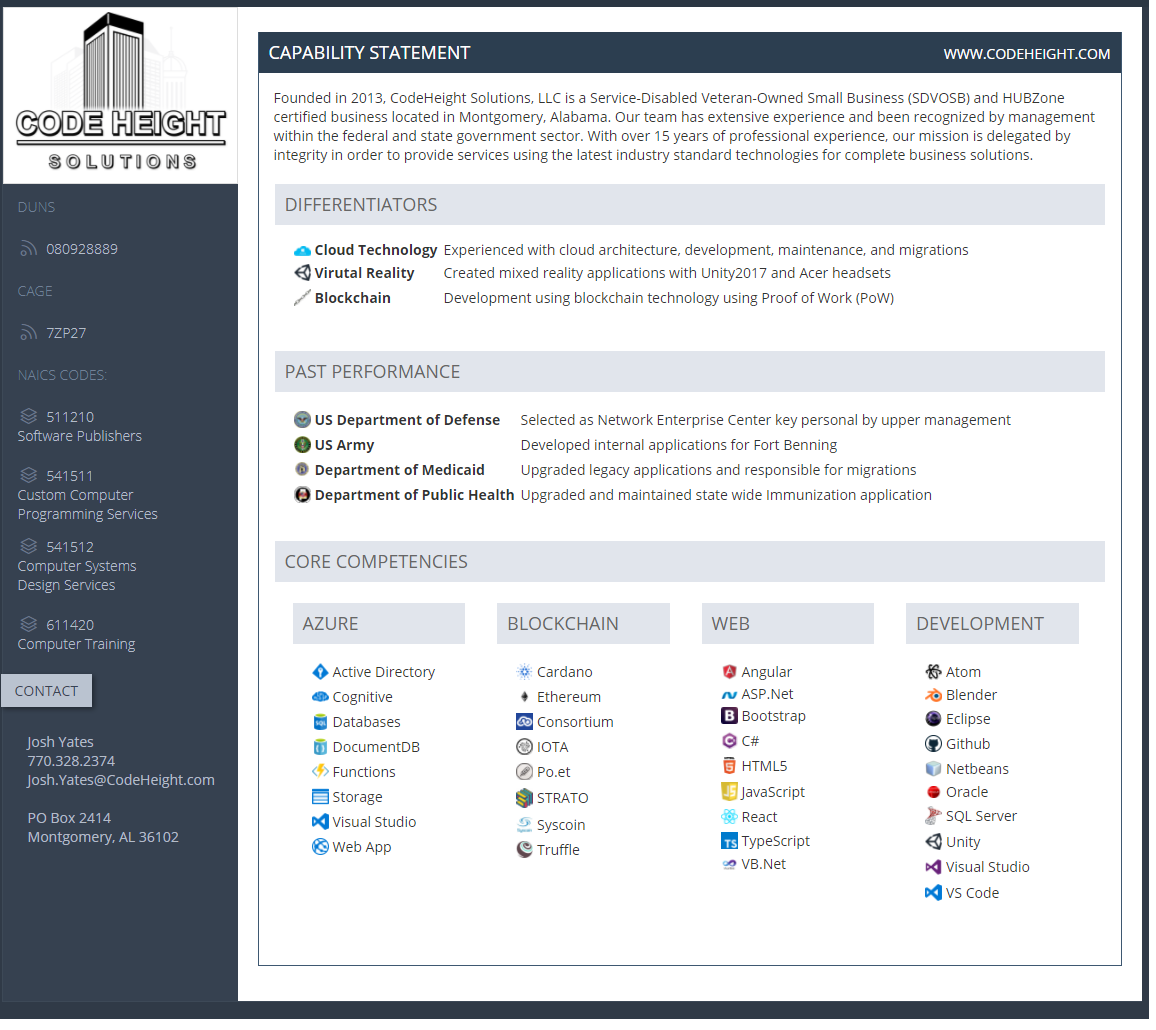 CODE HEIGHT
SOLUTIONS
DUNS
080928889
CAGE
7ZP27
NAICS CODES:
511210
Software Publishers
541511
Custom Computer
Programming Services
541512
Computer Systems
Design Services
611420
Computer Training
CONTACT
Josh Yates
770.328.2374
Josh.Yates@CodeHeight.com
PO Box 2414
Montgomery, AL 36102
CAPABILITY STATEMENT WWW.CODEHEIGHT.COM
Founded in 2013, CodeHeight Solutions, LLC is a Service-Disabled Veteran-Owned Small Business (SDVOSB) and HUBZone
certified business located in Montgomery, Alabama. Our team has extensive experience and been recognized by management
within the federal and state government sector. With over 15 years of professional experience, our mission is delegated by
integrity in order to provide services using the latest industry standard technologies for complete business solutions.
DIFFERENTIATORS
Cloud Technology Experienced with cloud architecture, development, maintenance, and migrations
Virutal Reality Created mixed reality applications with Unity2017 and Acer headsets
Blockchain Development using blockchain technology using Proof of Work (PoW)
PAST PERFORMANCE
US Department of Defense Selected as Network Enterprise Center key personal by upper management
US Army Developed internal applications for Fort Benning
Department of Medicaid Upgraded legacy applications and responsible for migrations
Department of Public Health Upgraded and maintained state wide Immunization application
CORE COMPETENCIES
AZURE
Active Directory
Cognitive
Databases
DocumentDB
Functions
Storage
Visual Studio
Web App
BLOCKCHAIN
Cardano
Ethereum
Consortium
IOTA
Po.et
STRATO
Syscoin
Truffle
WEB
Angular
ASP.Net
Bootstrap
C#
HTML5
JavaScript
React
TypeScript
VB.Net
DEVELOPMENT
Atom
Blender
Eclipse
Github
Netbeans
Oracle
SQL Server
Unity
Visual Studio
VS Code